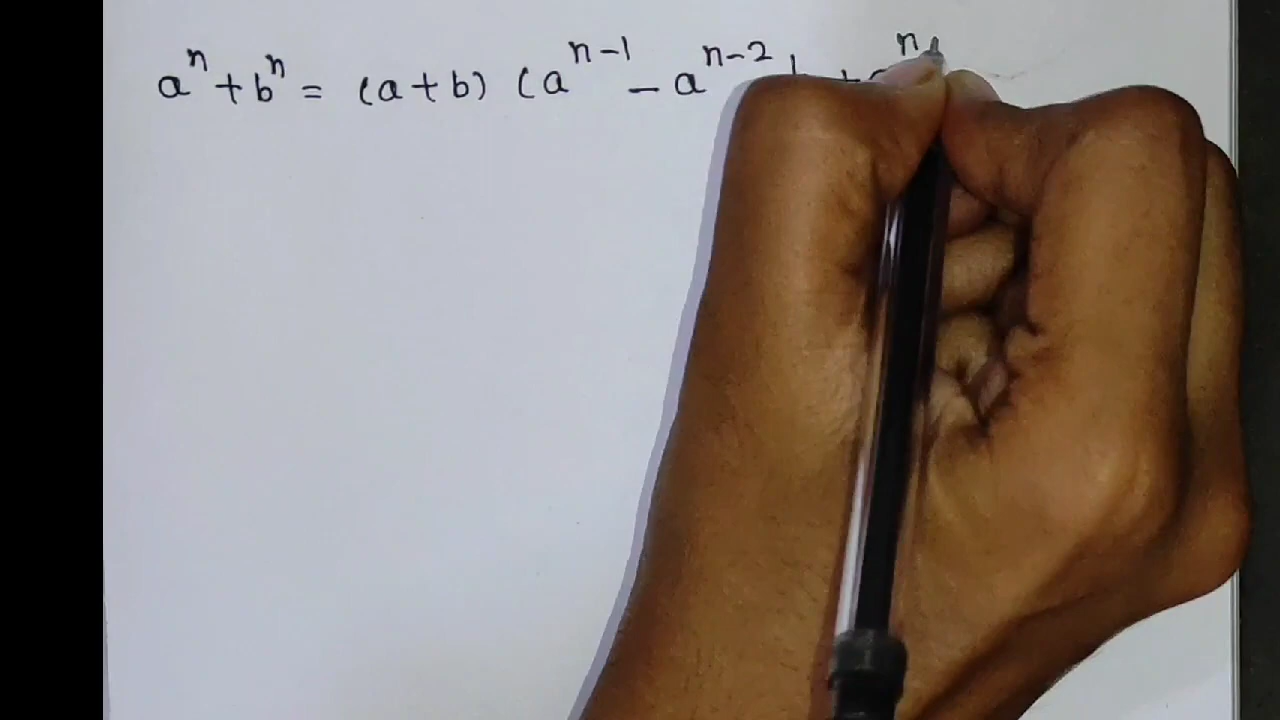 aⁿ + bⁿ = (a + b) (aⁿ⁻¹ - aⁿ⁻²